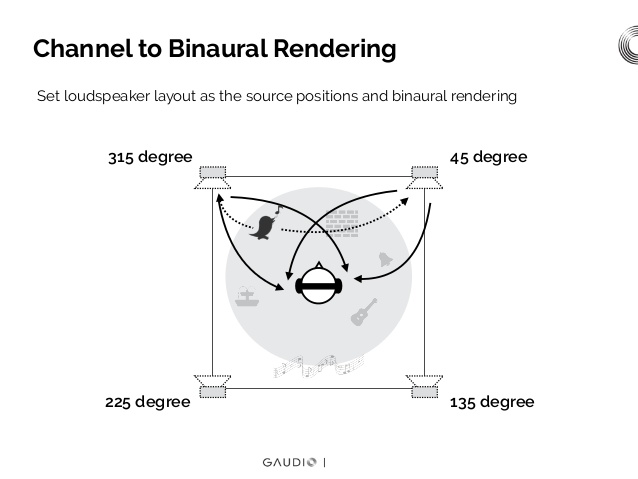 Channel to Binaural Rendering
Set loudspeaker layout as the source positions and binaural rendering
315 degree
45 degree
225 degree
135 degree
GAUDIO |